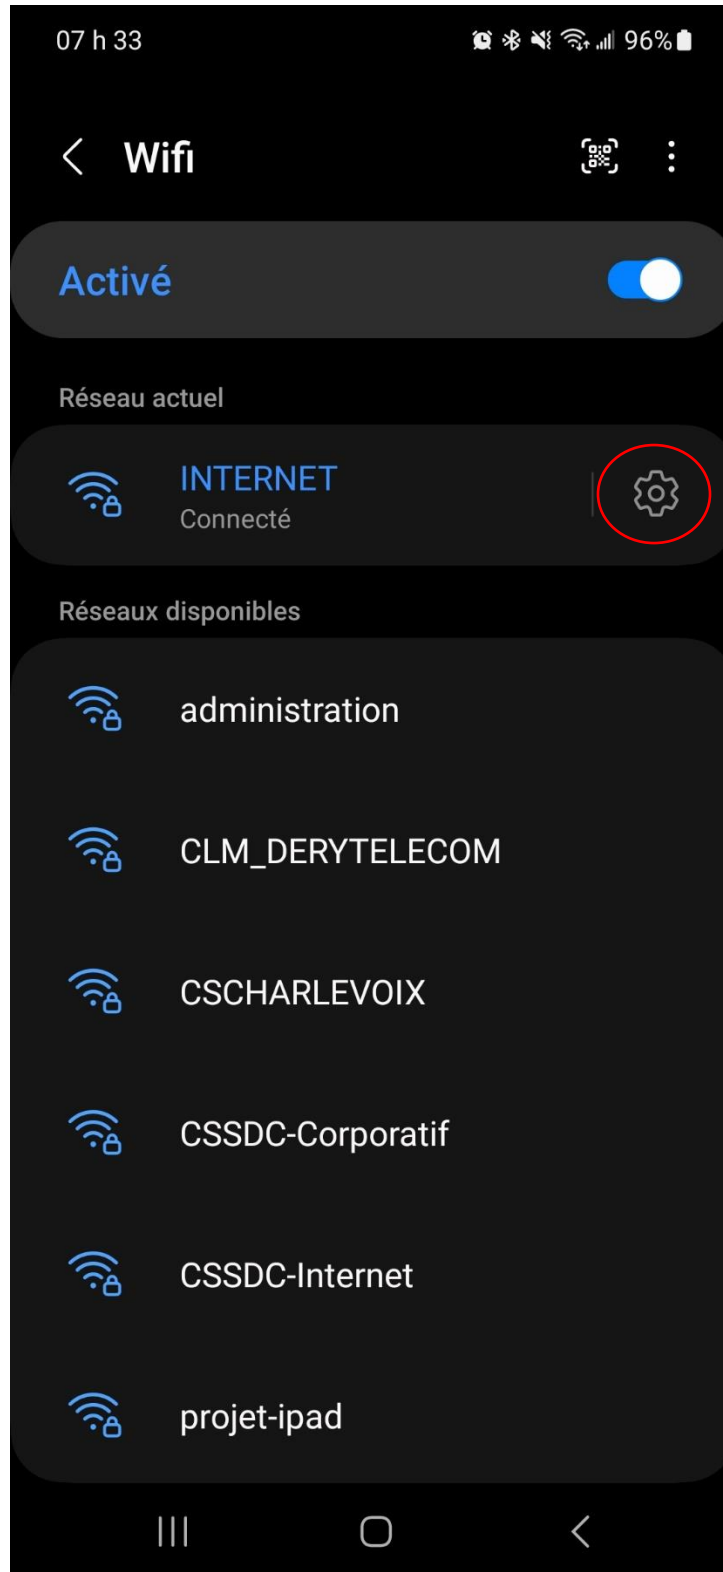 07 h 33 96%
Wifi
Activé
Réseau actuel
INTERNET
Connecté
Réseaux disponibles
administration
CLM_DERYTELECOM
CSCHARLEVOIX
CSSDC-Corporatif
CSSDC-Internet
projet-ipad